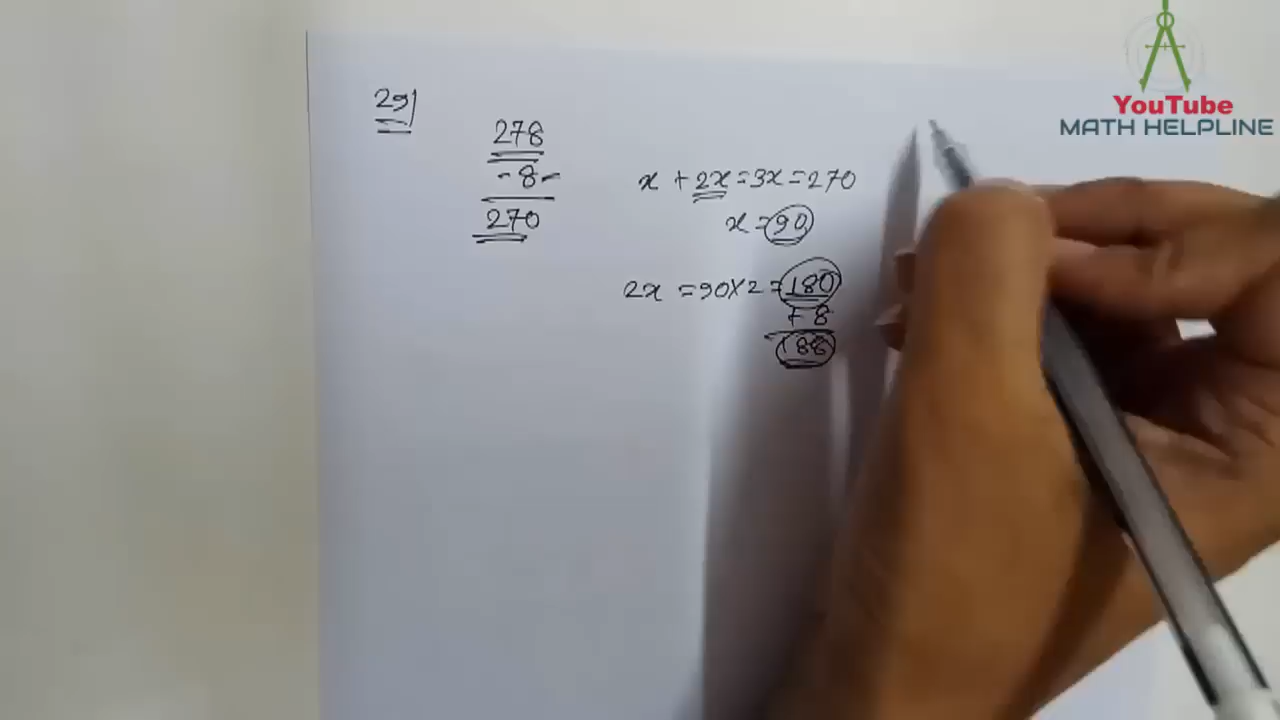 29)
278
- 8 -
270
x + 2x = 3x = 270
x = 90
2x = 90 x 2 = 180
+ 8
188
YouTube
MATH HELPLINE